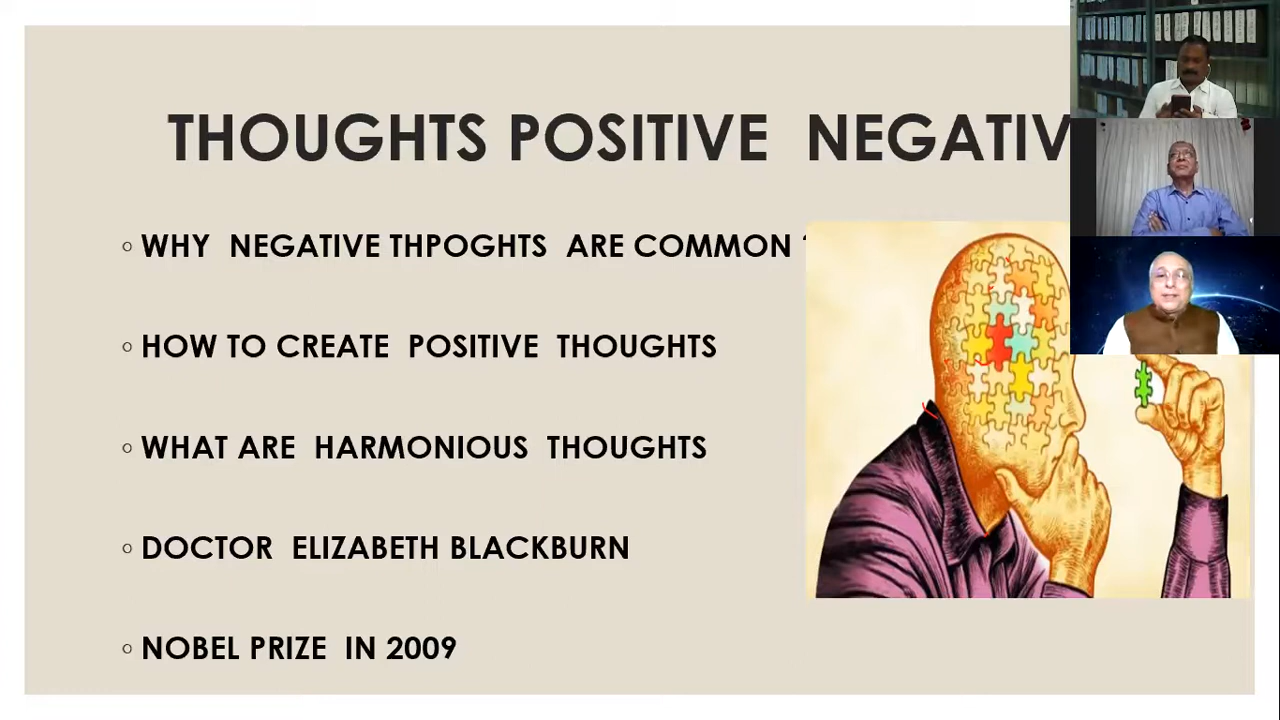 THOUGHTS POSITIVE NEGATIV
WHY NEGATIVE THPOGHTS ARE COMMON ?
HOW TO CREATE POSITIVE THOUGHTS
WHAT ARE HARMONIOUS THOUGHTS
DOCTOR ELIZABETH BLACKBURN
NOBEL PRIZE IN 2009